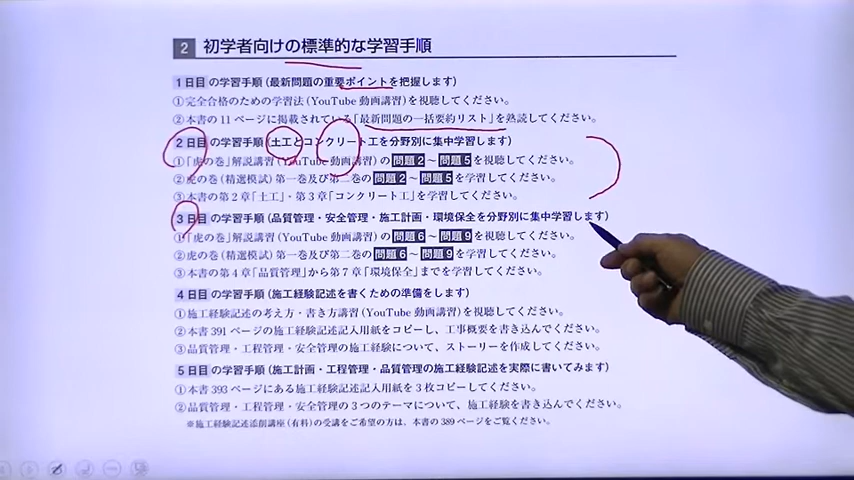 2 初学者向けの標準的な学習手順
1日目の学習手順(最新問題の重要ポイントを把握します)
①完全合格のための学習法(YouTube動画講習)を視聴してください。
②本書の11ページに掲載されている「最新問題の一括要約リスト」を熟読してください。
2日目の学習手順(土工とコンクリート工を分野別に集中学習します)
①「虎の巻」解説講習(YouTube動画講習)の問題2～問題5を視聴してください。
②虎の巻(精選模試)第一巻及び第二巻の問題2～問題5を学習してください。
③本書の第2章「土工」・第3章「コンクリート工」を学習してください。
3日目の学習手順(品質管理・安全管理・施工計画・環境保全を分野別に集中学習します)
①「虎の巻」解説講習(YouTube動画講習)の問題6～問題9を視聴してください。
②虎の巻(精選模試)第一巻及び第二巻の問題6～問題9を学習してください。
③本書の第4章「品質管理」から第7章「環境保全」までを学習してください。
4日目の学習手順(施工経験記述を書くための準備をします)
①施工経験記述の考え方・書き方講習(YouTube動画講習)を視聴してください。
②本書391ページの施工経験記述記入用紙をコピーし、工事概要を書き込んでください。
③品質管理・工程管理・安全管理の施工経験について、ストーリーを作成してください。
5日目の学習手順(施工計画・工程管理・品質管理の施工経験記述を実際に書いてみます)
①本書393ページにある施工経験記述記入用紙を3枚コピーしてください。
②品質管理・工程管理・安全管理の3つのテーマについて、施工経験を書き込んでください。
※施工経験記述添削講座(有料)の受講をご希望の方は、本書の389ページをご覧ください。